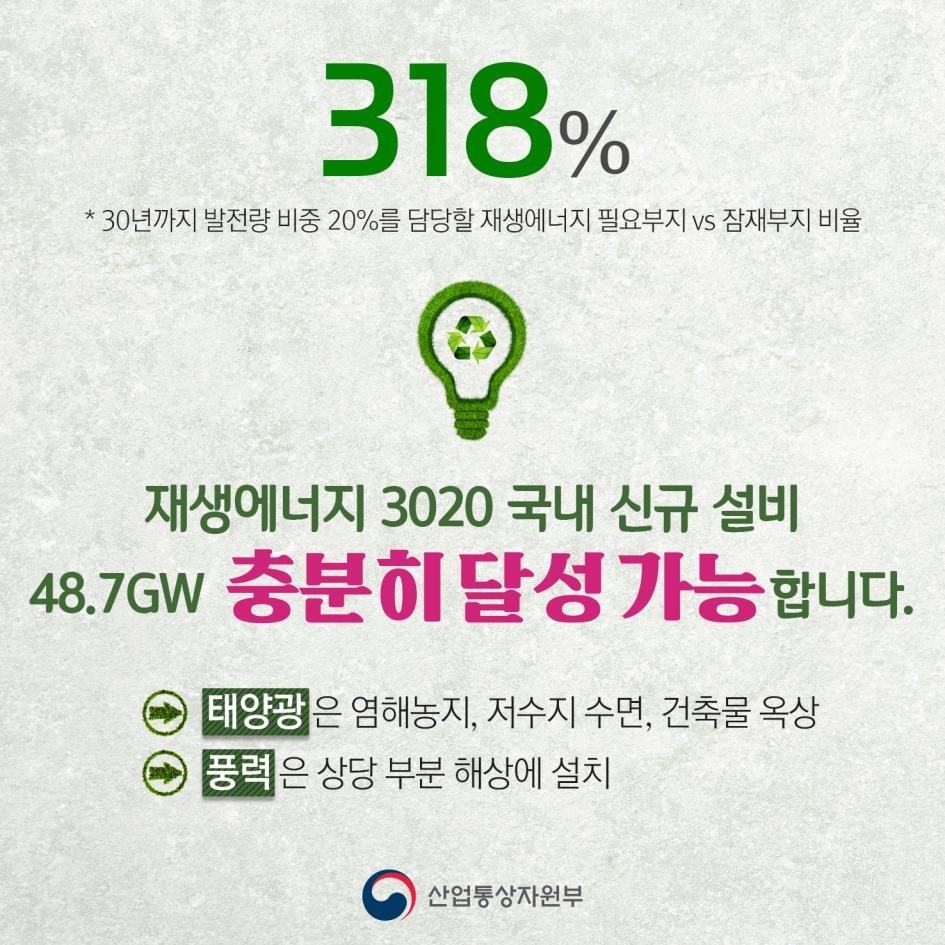 318%
* 30년까지 발전량 비중 20%를 담당할 재생에너지 필요부지 vs 잠재부지 비율
재생에너지 3020 국내 신규 설비
48.7GW 충분히 달성 가능합니다.
태양광은 염해농지, 저수지 수면, 건축물 옥상
풍력은 상당 부분 해상에 설치
산업통상자원부